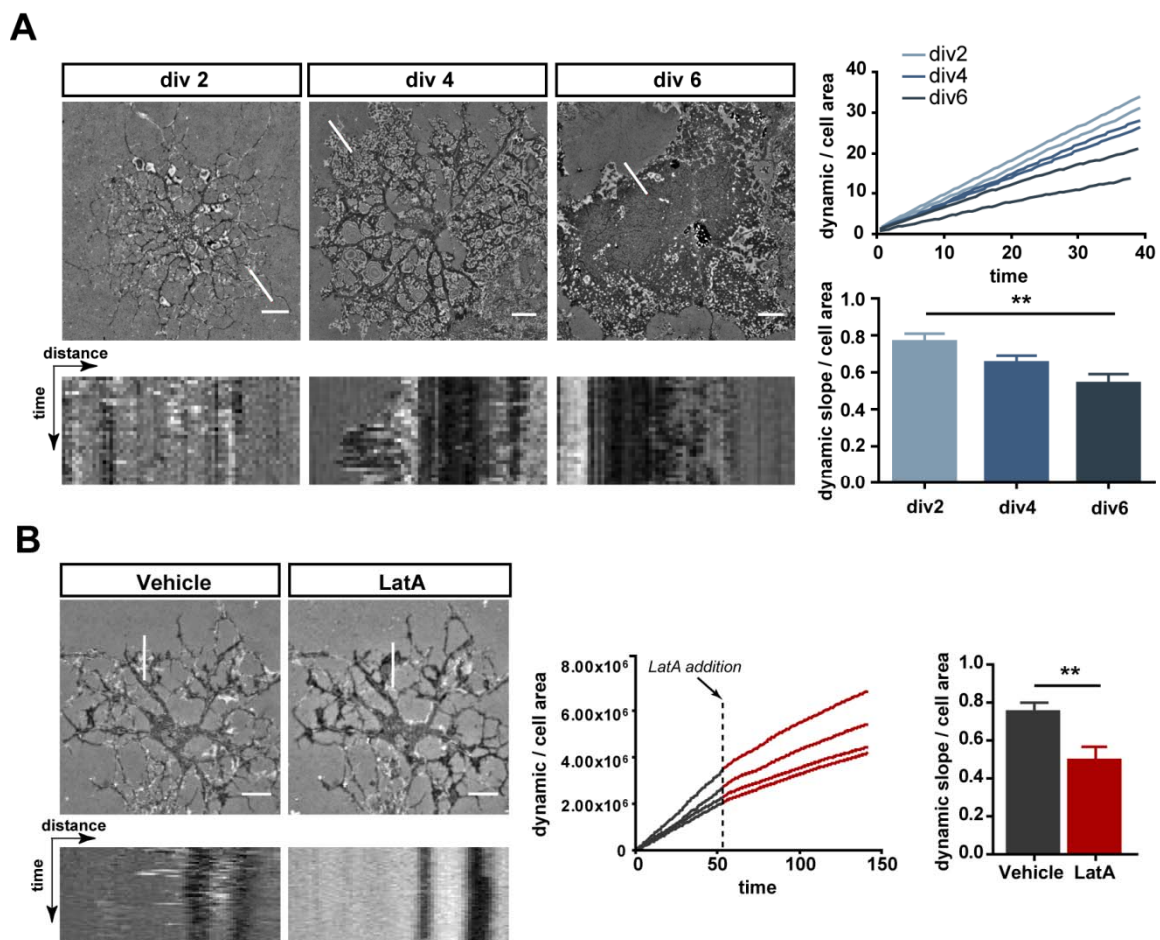 A
div 2
div 4
div 6
distance
time
div2
div4
div6
40
30
20
10
0
0 10 20 30 40
dynamic / cell area
time
1.0
0.8
0.6
0.4
0.2
0.0
**
dynamic slope / cell area
div2 div4 div6
B
Vehicle
LatA
distance
time
8.00x10⁶
6.00x10⁶
4.00x10⁶
2.00x10⁶
0
0 50 100 150
LatA addition
dynamic / cell area
time
1.0
0.8
0.6
0.4
0.2
0.0
**
dynamic slope / cell area
Vehicle LatA